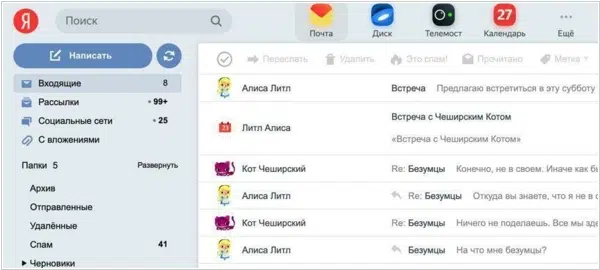 Я Поиск Почта Диск Телемост 27 Календарь Ещё
Написать
Переслать Удалить Это спам! Прочитано Метка
Входящие 8
Рассылки • 99+
Социальные сети • 25
С вложениями
Папки 5 Развернуть
Архив
Отправленные
Удалённые
Спам 41
Черновики
Алиса Литл Встреча Предлагаю встретиться в эту субботу
23 Литл Алиса Встреча с Чеширским Котом
«Встреча с Чеширским Котом»
Кот Чеширский Re: Безумцы Конечно, не в своем. Иначе как бы
Алиса Литл Re: Безумцы Откуда вы знаете, что я не в с
Кот Чеширский Re: Безумцы Ничего не поделаешь. Все мы зде
Алиса Литл Безумцы На что мне безумцы?